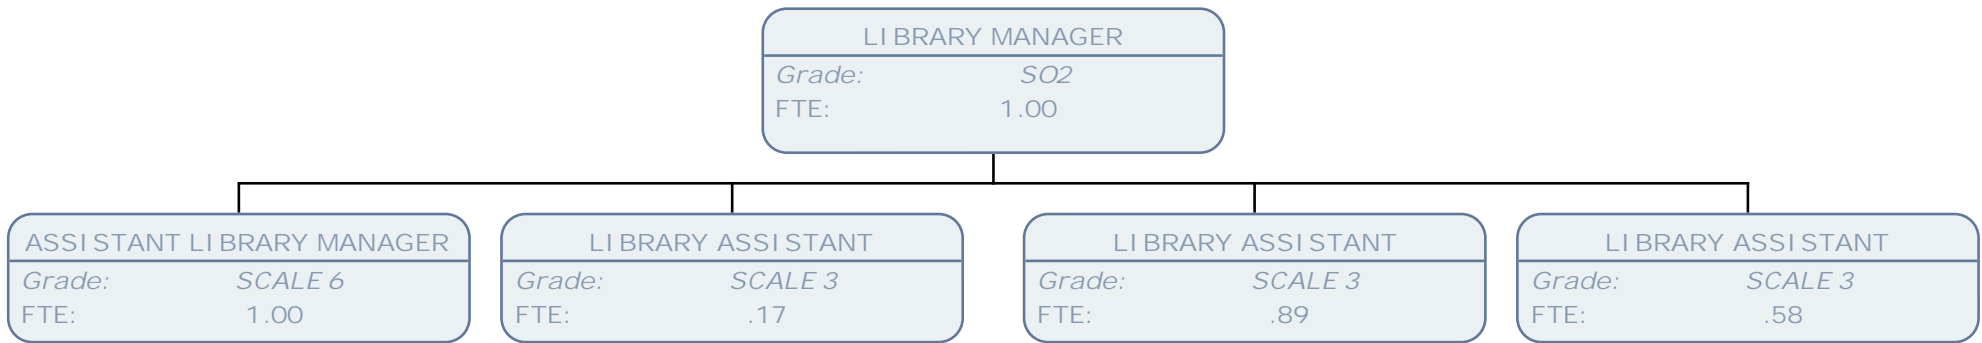 LIBRARY MANAGER
Grade: SO2
FTE: 1.00
ASSISTANT LIBRARY MANAGER
Grade: SCALE 6
FTE: 1.00
LIBRARY ASSISTANT
Grade: SCALE 3
FTE: .17
LIBRARY ASSISTANT
Grade: SCALE 3
FTE: .89
LIBRARY ASSISTANT
Grade: SCALE 3
FTE: .58